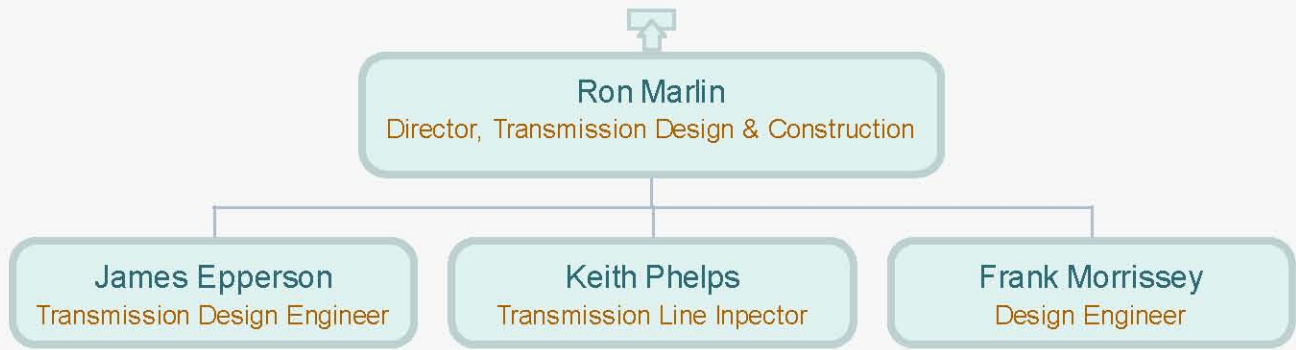 Ron Marlin
Director, Transmission Design & Construction
James Epperson
Transmission Design Engineer
Keith Phelps
Transmission Line Inpector
Frank Morrissey
Design Engineer